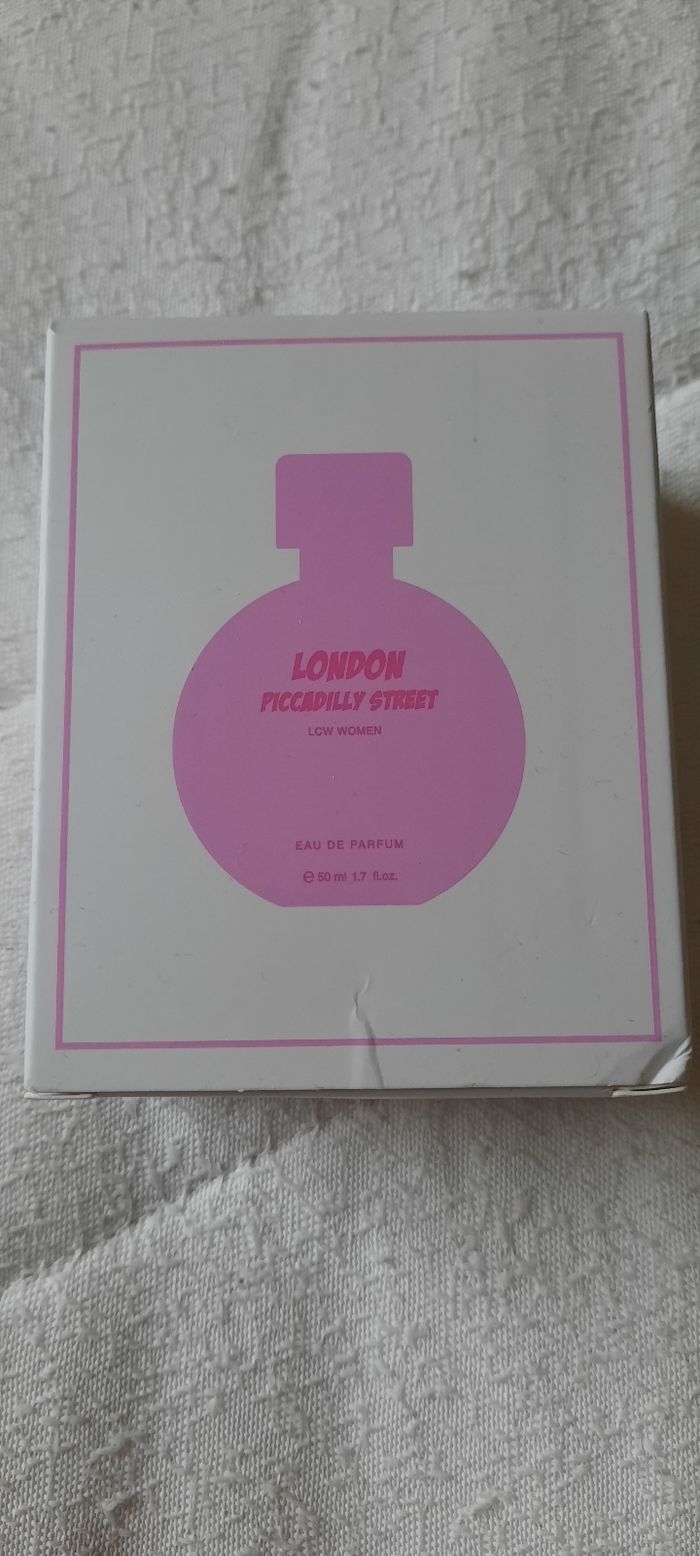 LONDON
PICCADILLY STREET
LCW WOMEN
EAU DE PARFUM
℮ 50 ml 1.7 fl.oz.